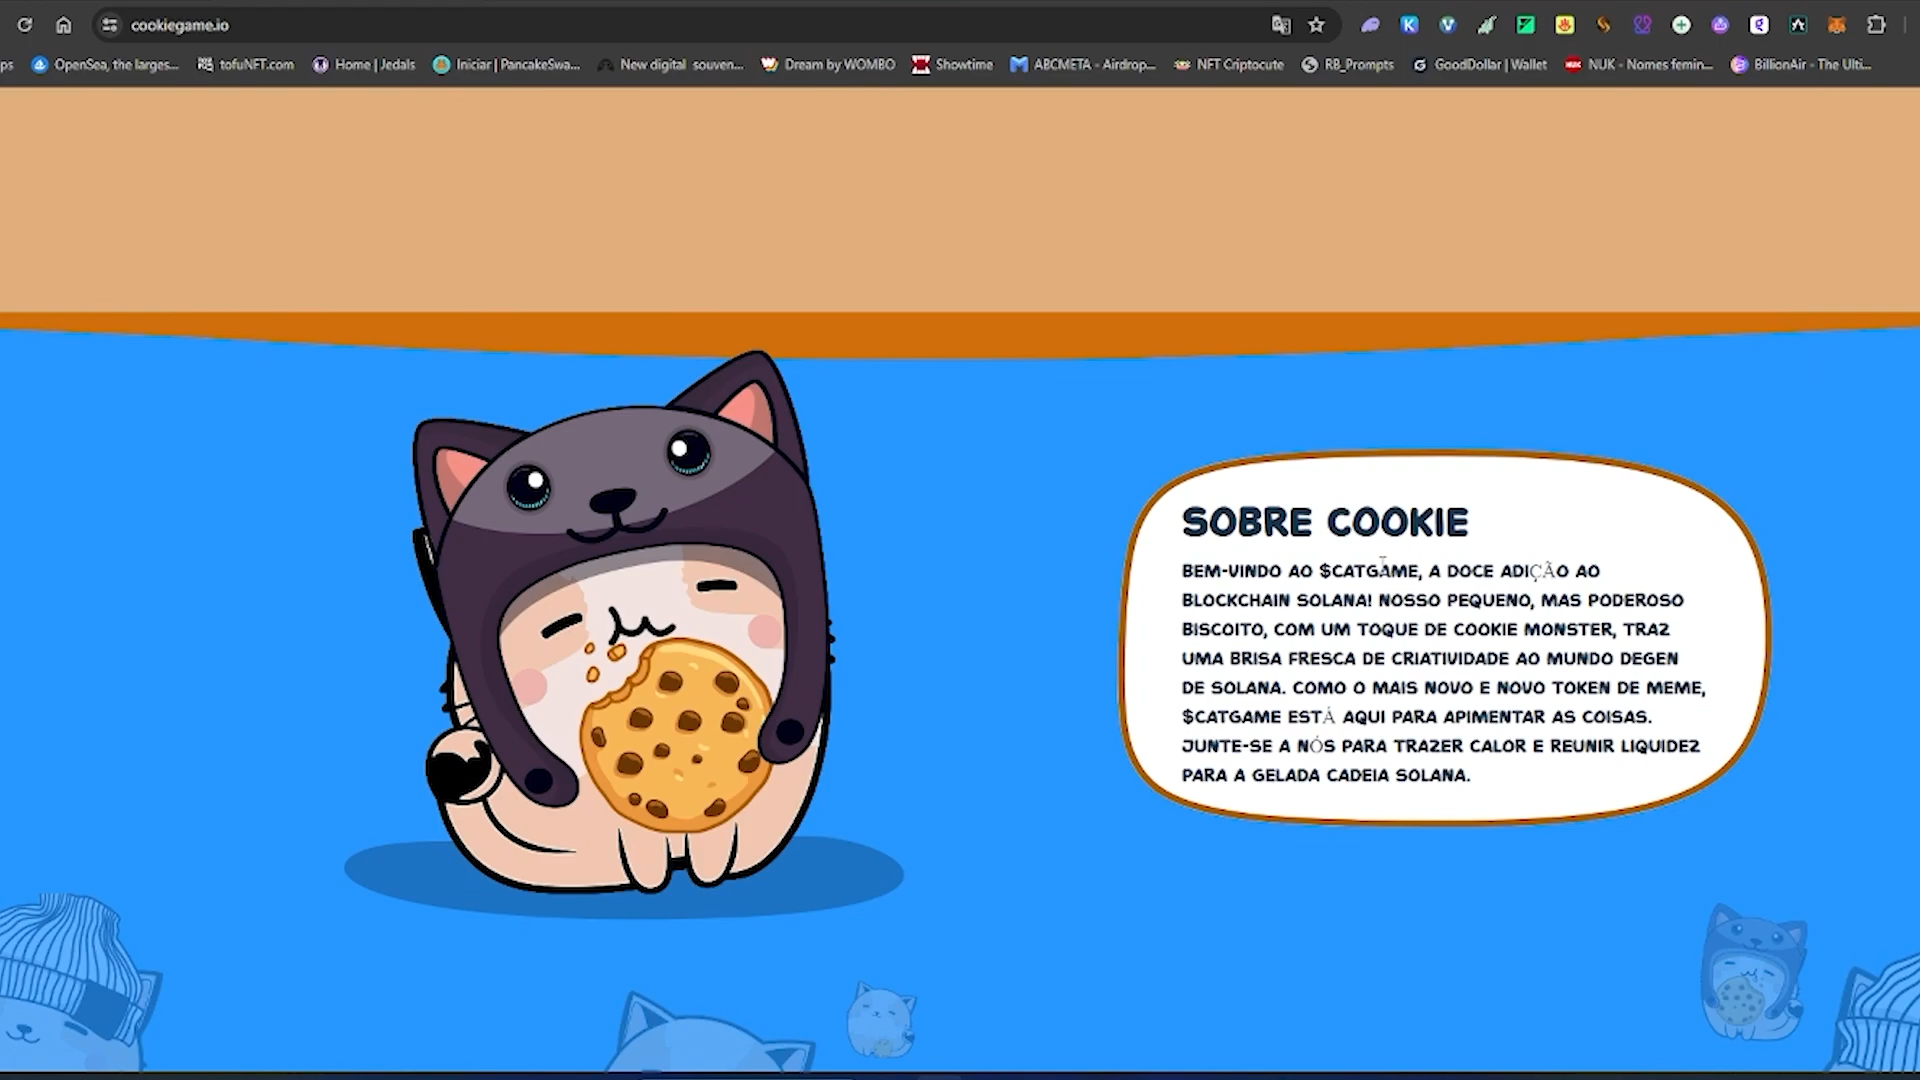 cookiegame.io
ps
OpenSea, the larges...
tofuNFT.com
Home | Jedals
Iniciar | PancakeSwa...
New digital souven...
Dream by WOMBO
Showtime
ABCMETA - Airdrop...
NFT Criptocute
RB_Prompts
GoodDollar | Wallet
NUK - Nomes femin...
BillionAir - The Ulti...
SOBRE COOKIE
BEM-VINDO AO $CATGAME, A DOCE ADIÇÃO AO
BLOCKCHAIN SOLANA! NOSSO PEQUENO, MAS PODEROSO
BISCOITO, COM UM TOQUE DE COOKIE MONSTER, TRAZ
UMA BRISA FRESCA DE CRIATIVIDADE AO MUNDO DEGEN
DE SOLANA. COMO O MAIS NOVO E NOVO TOKEN DE MEME,
$CATGAME ESTÁ AQUI PARA APIMENTAR AS COISAS.
JUNTE-SE A NÓS PARA TRAZER CALOR E REUNIR LIQUIDEZ
PARA A GELADA CADEIA SOLANA.